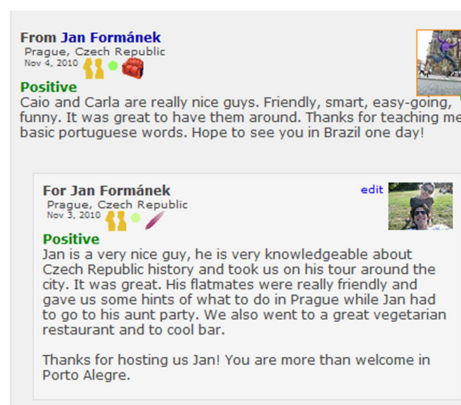 From Jan Formánek
Prague, Czech Republic
Nov 4, 2010
Positive
Caio and Carla are really nice guys. Friendly, smart, easy-going,
funny. It was great to have them around. Thanks for teaching me
basic portuguese words. Hope to see you in Brazil one day!
For Jan Formánek
edit
Prague, Czech Republic
Nov 3, 2010
Positive
Jan is a very nice guy, he is very knowledgeable about
Czech Republic history and took us on his tour around the
city. It was great. His flatmates were really friendly and
gave us some hints of what to do in Prague while Jan had
to go to his aunt party. We also went to a great vegetarian
restaurant and to cool bar.
Thanks for hosting us Jan! You are more than welcome in
Porto Alegre.